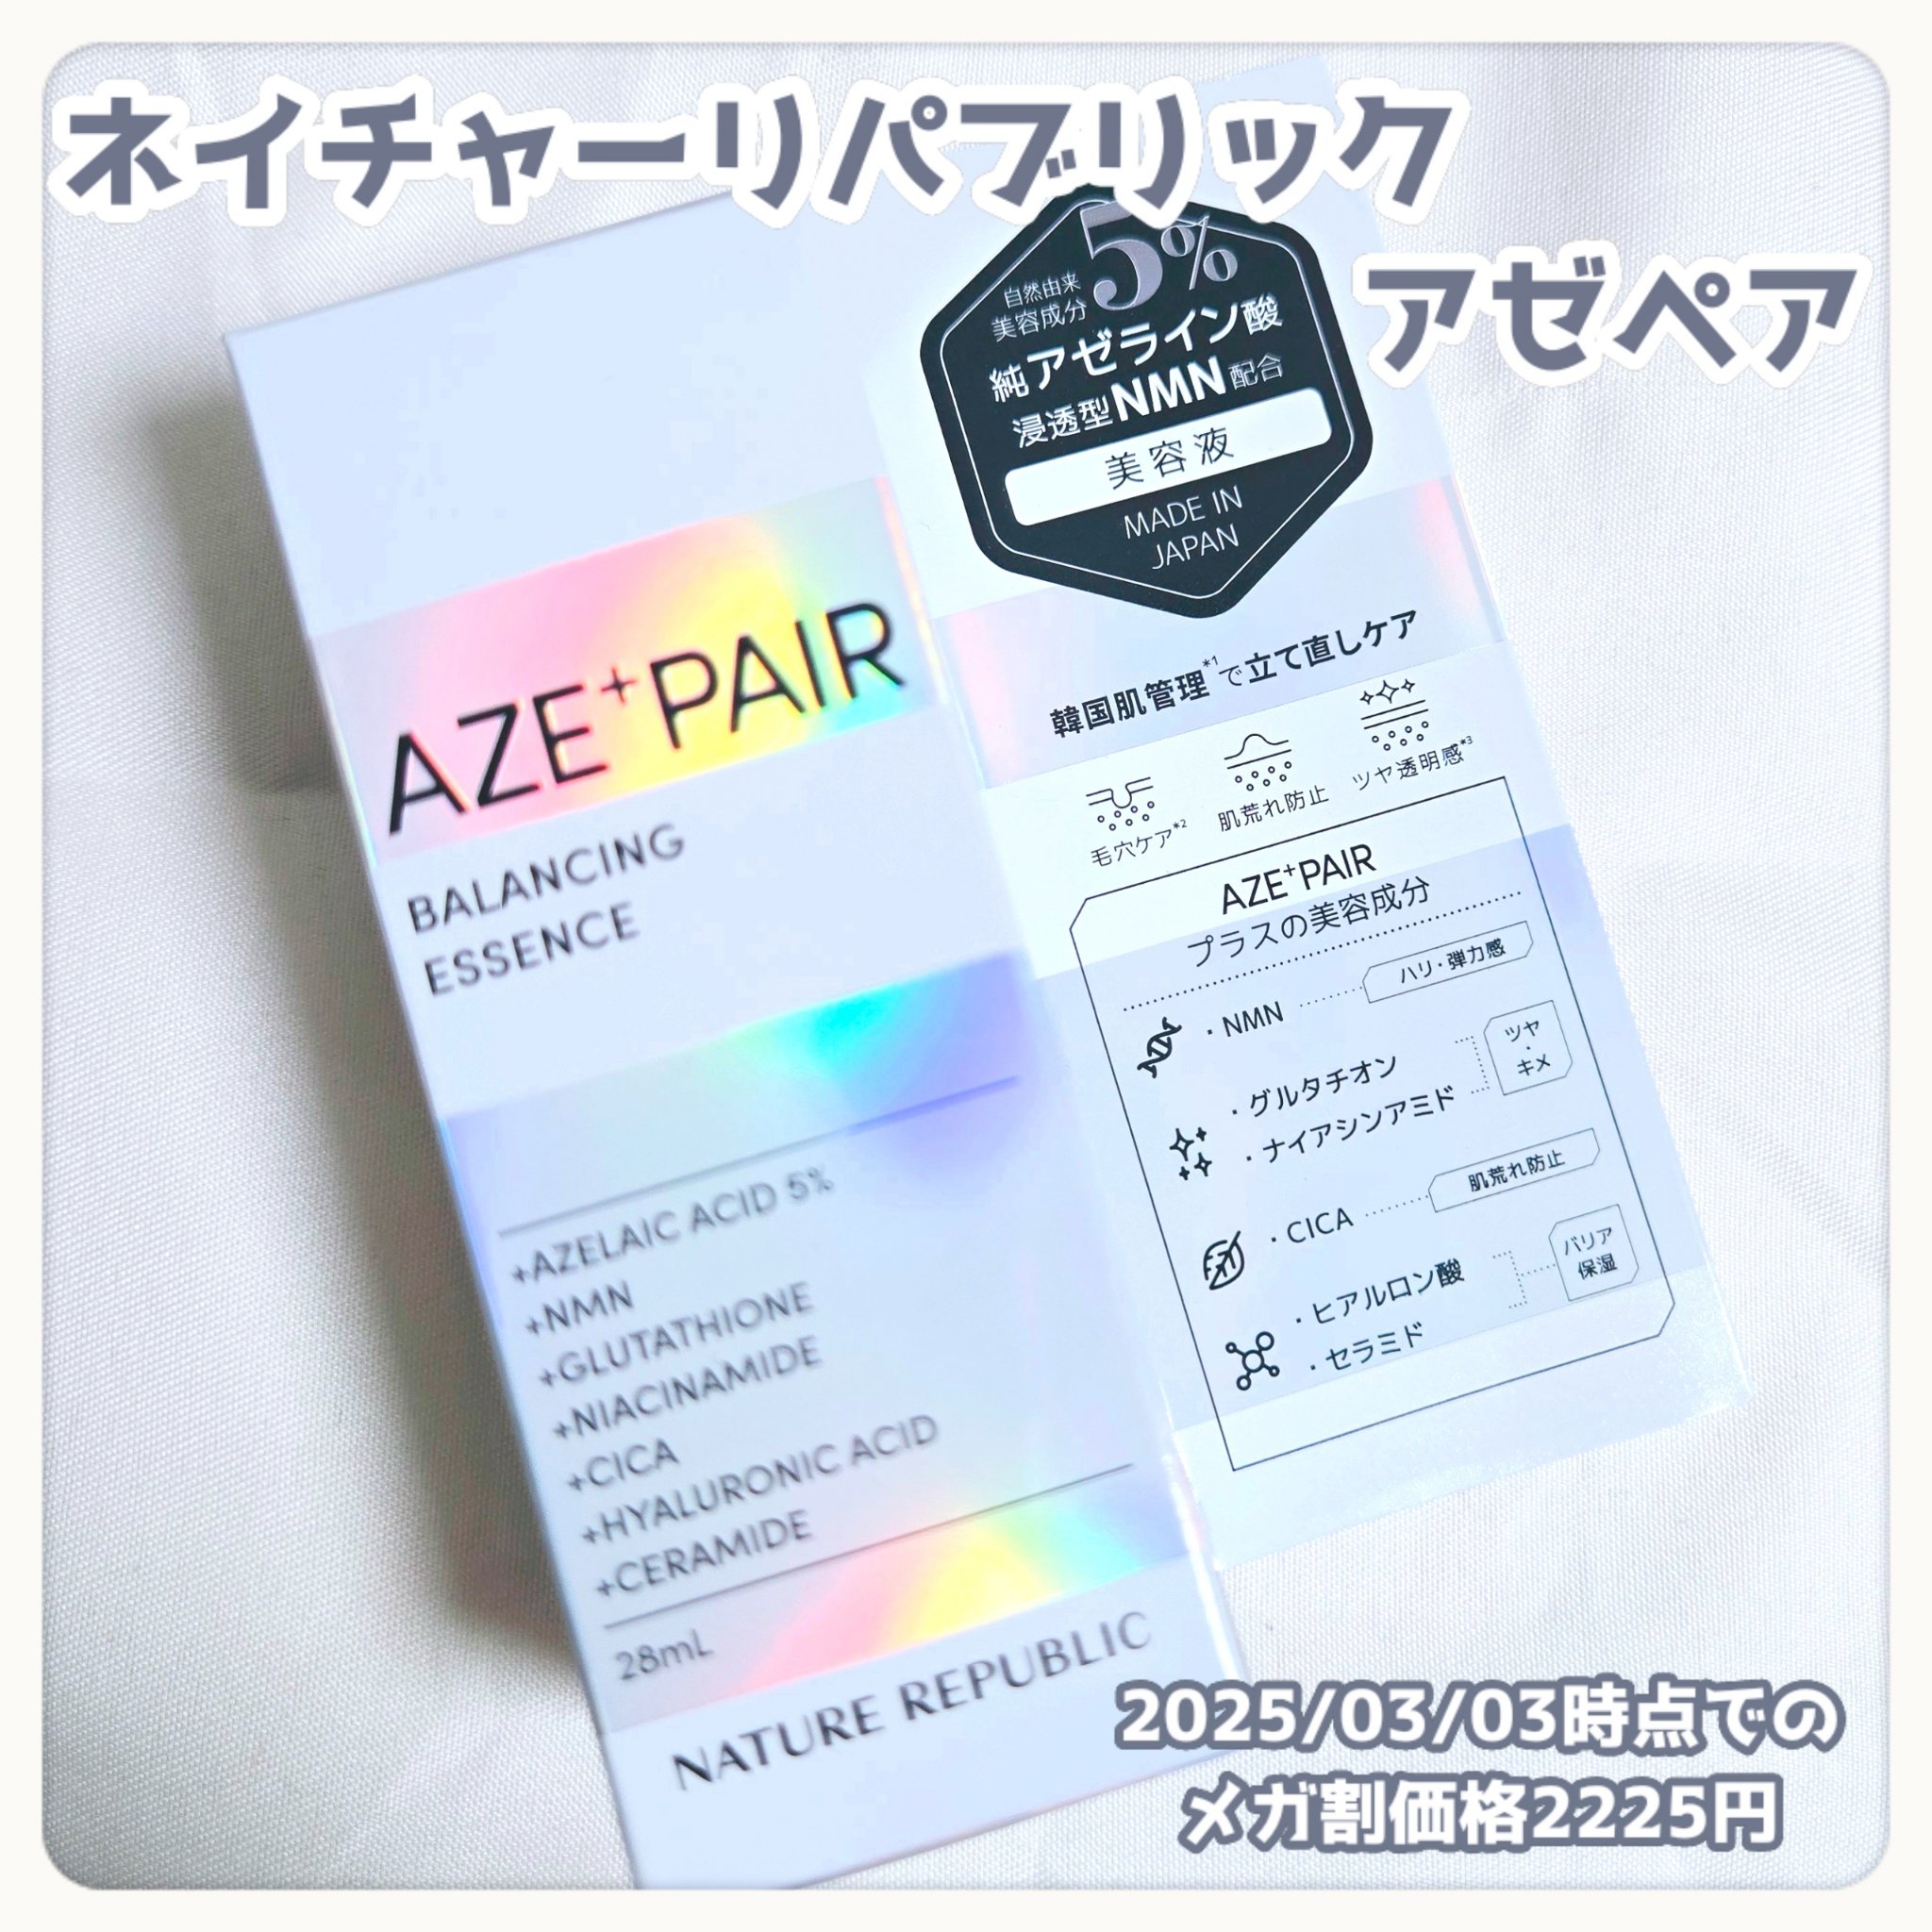 ネイチャーリパブリック
アゼペア
自然由来
美容成分 5%
純アゼライン酸
浸透型NMN配合
美容液
MADE IN
JAPAN
AZE+PAIR
BALANCING
ESSENCE
+AZELAIC ACID 5%
+NMN
+GLUTATHIONE
+NIACINAMIDE
+CICA
+HYALURONIC ACID
+CERAMIDE
28mL
NATURE REPUBLIC
韓国肌管理*1で立て直しケア
毛穴ケア*2
肌荒れ防止
ツヤ透明感*3
AZE+PAIR
プラスの美容成分
・NMN ハリ・弾力感
・グルタチオン
・ナイアシンアミド
ツヤ
・
キメ
・CICA 肌荒れ防止
・ヒアルロン酸
・セラミド
バリア
保湿
2025/03/03時点での
メガ割価格2225円